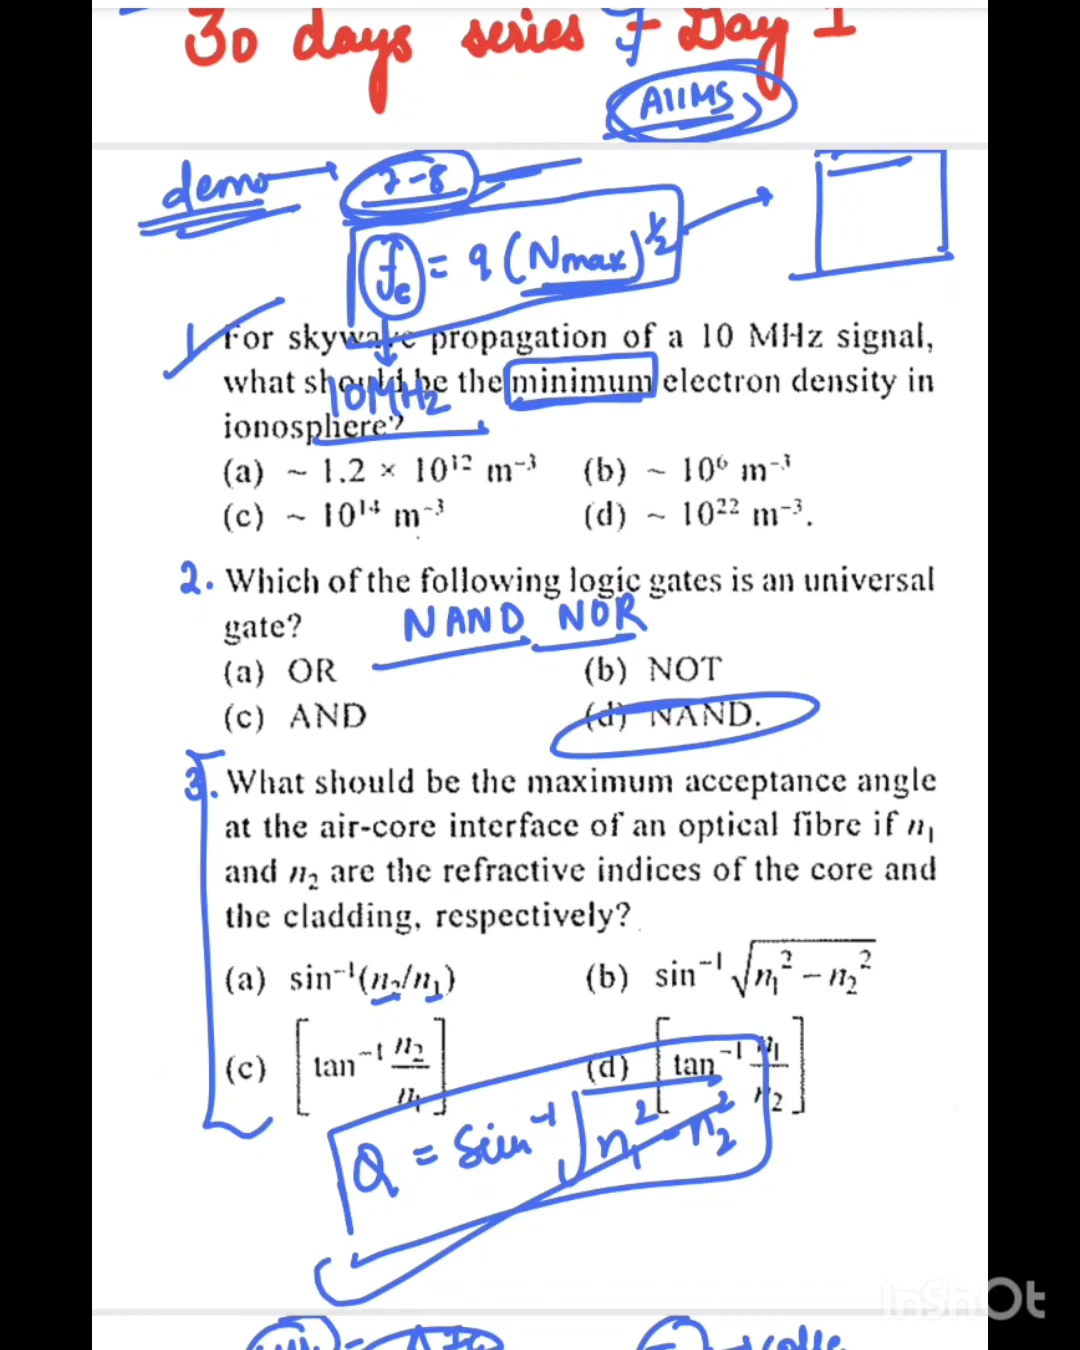 30 days series - Day 1
AIIMS
demo 7-8
fc = 9 (Nmax)^½
For skywave propagation of a 10 MHz signal,
what should be the minimum electron density in
10MHz
ionosphere?
(a) ~ 1.2 × 10¹² m⁻³ (b) ~ 10⁶ m⁻³
(c) ~ 10¹⁴ m⁻³ (d) ~ 10²² m⁻³.
2. Which of the following logic gates is an universal
gate? NAND NOR
(a) OR (b) NOT
(c) AND (d) NAND.
3. What should be the maximum acceptance angle
at the air-core interface of an optical fibre if n₁
and n₂ are the refractive indices of the core and
the cladding, respectively?
(a) sin⁻¹(n₂/n₁) (b) sin⁻¹ √n₁² − n₂²
(c) [tan⁻¹ n₂/n₁] (d) [tan⁻¹ n₁/n₂]
Q = Sin⁻¹ √n₁² − n₂²
InShOt